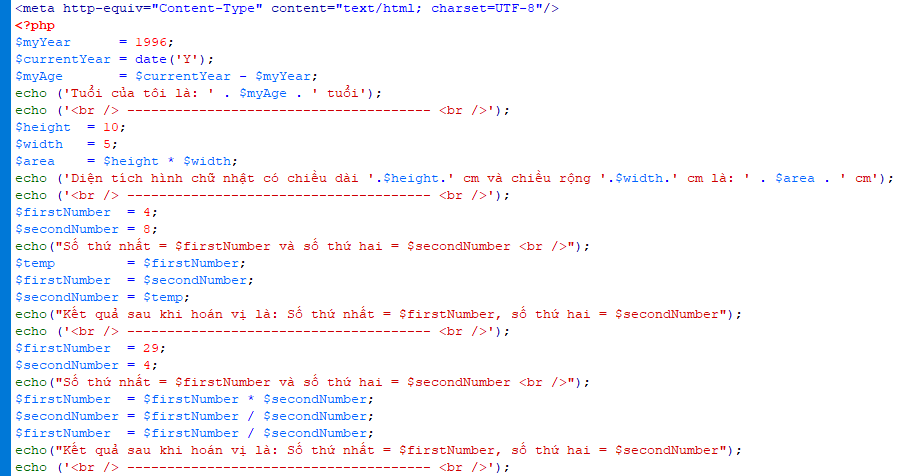 <meta http-equiv="Content-Type" content="text/html; charset=UTF-8"/>
<?php
$myYear      = 1996;
$currentYear = date('Y');
$myAge       = $currentYear - $myYear;
echo ('Tuổi của tôi là: ' . $myAge . ' tuổi');
echo ('<br /> -------------------------------------- <br />');
$height  = 10;
$width   = 5;
$area    = $height * $width;
echo ('Diện tích hình chữ nhật có chiều dài '.$height.' cm và chiều rộng '.$width.' cm là: ' . $area . ' cm');
echo ('<br /> -------------------------------------- <br />');
$firstNumber  = 4;
$secondNumber = 8;
echo("Số thứ nhất = $firstNumber và số thứ hai = $secondNumber <br />");
$temp         = $firstNumber;
$firstNumber  = $secondNumber;
$secondNumber = $temp;
echo("Kết quả sau khi hoán vị là: Số thứ nhất = $firstNumber, số thứ hai = $secondNumber");
echo ('<br /> -------------------------------------- <br />');
$firstNumber  = 29;
$secondNumber = 4;
echo("Số thứ nhất = $firstNumber và số thứ hai = $secondNumber <br />");
$firstNumber  = $firstNumber * $secondNumber;
$secondNumber = $firstNumber / $secondNumber;
$firstNumber  = $firstNumber / $secondNumber;
echo("Kết quả sau khi hoán vị là: Số thứ nhất = $firstNumber, số thứ hai = $secondNumber");
echo ('<br /> -------------------------------------- <br />');